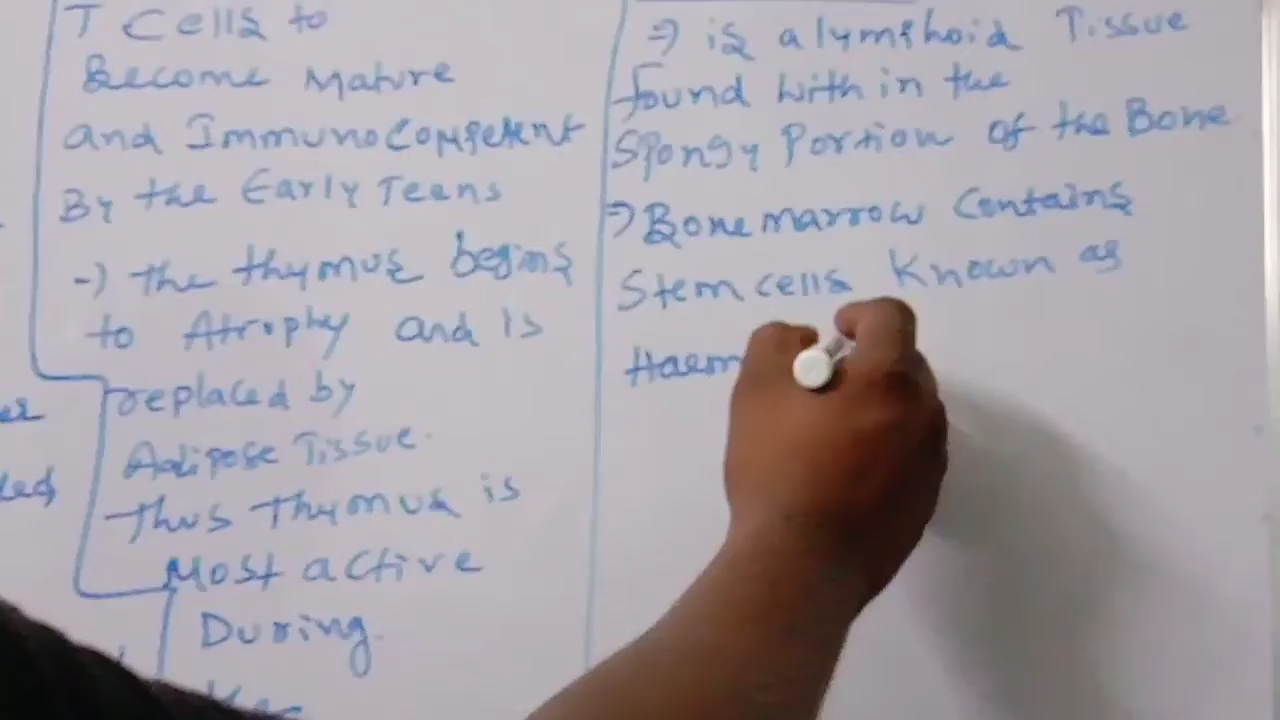 T Cells to
Become Mature
and ImmunoCompetent
By the Early Teens
-) the thymus begins
to Atrophy and is
replaced by
Adipose Tissue.
thus thymus is
Most active
During.
=) is a lymphoid Tissue
found with in the
Spongy Portion of the Bone
=) Bonemarrow Contains
Stem cells Known as
Haem